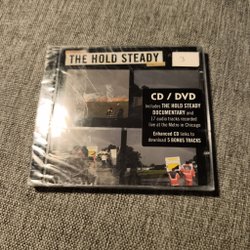 THE HOLD STEADY
CD / DVD
Includes THE HOLD STEADY
DOCUMENTARY and
17 audio tracks recorded
live at the Metro in Chicago
Enhanced CD links to
download 5 BONUS TRACKS